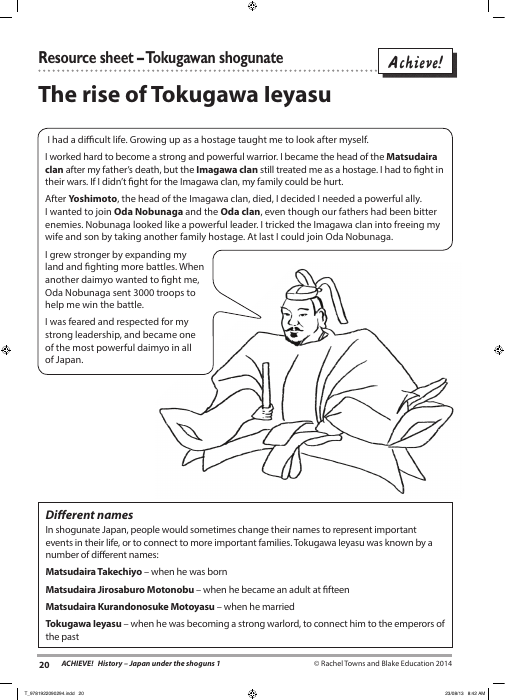 Resource sheet – Tokugawan shogunate
Achieve!
The rise of Tokugawa Ieyasu
I had a difficult life. Growing up as a hostage taught me to look after myself.
I worked hard to become a strong and powerful warrior. I became the head of the Matsudaira
clan after my father's death, but the Imagawa clan still treated me as a hostage. I had to fight in
their wars. If I didn't fight for the Imagawa clan, my family could be hurt.
After Yoshimoto, the head of the Imagawa clan, died, I decided I needed a powerful ally.
I wanted to join Oda Nobunaga and the Oda clan, even though our fathers had been bitter
enemies. Nobunaga looked like a powerful leader. I tricked the Imagawa clan into freeing my
wife and son by taking another family hostage. At last I could join Oda Nobunaga.
I grew stronger by expanding my
land and fighting more battles. When
another daimyo wanted to fight me,
Oda Nobunaga sent 3000 troops to
help me win the battle.
I was feared and respected for my
strong leadership, and became one
of the most powerful daimyo in all
of Japan.
Different names
In shogunate Japan, people would sometimes change their names to represent important
events in their life, or to connect to more important families. Tokugawa Ieyasu was known by a
number of different names:
Matsudaira Takechiyo – when he was born
Matsudaira Jirosaburo Motonobu – when he became an adult at fifteen
Matsudaira Kurandonosuke Motoyasu – when he married
Tokugawa Ieyasu – when he was becoming a strong warlord, to connect him to the emperors of
the past
20 ACHIEVE! History – Japan under the shoguns 1
© Rachel Towns and Blake Education 2014
T_9781922090294.indd 20
23/08/13 8:42 AM